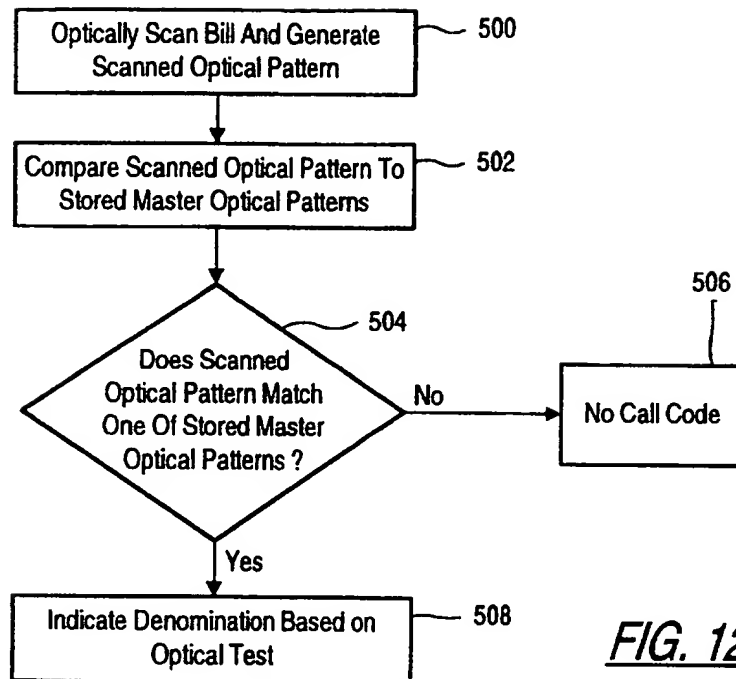 Optically Scan Bill And Generate
Scanned Optical Pattern
500
Compare Scanned Optical Pattern To
Stored Master Optical Patterns
502
504
Does Scanned
Optical Pattern Match
One Of Stored Master
Optical Patterns ?
No
506
No Call Code
Yes
Indicate Denomination Based on
Optical Test
508
FIG. 12